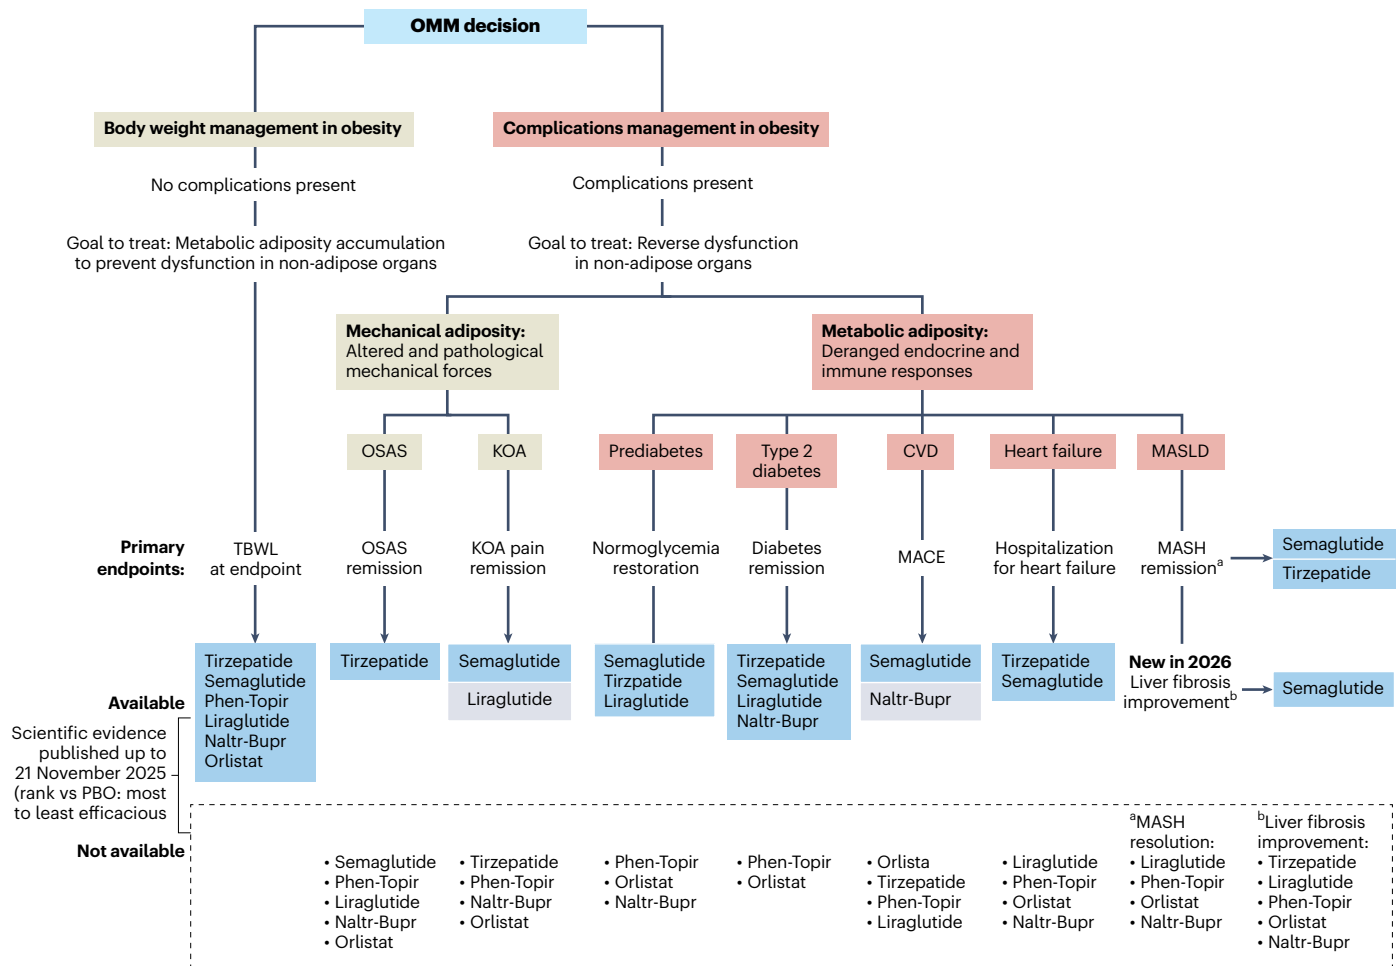 OMM decision
Body weight management in obesity
Complications management in obesity
No complications present
Complications present
Goal to treat: Metabolic adiposity accumulation
to prevent dysfunction in non-adipose organs
Goal to treat: Reverse dysfunction
in non-adipose organs
Mechanical adiposity:
Altered and pathological
mechanical forces
Metabolic adiposity:
Deranged endocrine and
immune responses
OSAS
KOA
Prediabetes
Type 2
diabetes
CVD
Heart failure
MASLD
Primary
endpoints:
TBWL
at endpoint
OSAS
remission
KOA pain
remission
Normoglycemia
restoration
Diabetes
remission
MACE
Hospitalization
for heart failure
MASH
remissiona
Semaglutide
Tirzepatide
Available
Scientific evidence
published up to
21 November 2025
(rank vs PBO: most
to least efficacious
Tirzepatide
Semaglutide
Phen-Topir
Liraglutide
Naltr-Bupr
Orlistat
Tirzepatide
Semaglutide
Liraglutide
Semaglutide
Tirzpatide
Liraglutide
Tirzepatide
Semaglutide
Liraglutide
Naltr-Bupr
Semaglutide
Naltr-Bupr
Tirzepatide
Semaglutide
New in 2026
Liver fibrosis
improvementb
Semaglutide
Not available
• Semaglutide
• Phen-Topir
• Liraglutide
• Naltr-Bupr
• Orlistat
• Tirzepatide
• Phen-Topir
• Naltr-Bupr
• Orlistat
• Phen-Topir
• Orlistat
• Naltr-Bupr
• Phen-Topir
• Orlistat
• Orlista
• Tirzepatide
• Phen-Topir
• Liraglutide
• Liraglutide
• Phen-Topir
• Orlistat
• Naltr-Bupr
aMASH
resolution:
• Liraglutide
• Phen-Topir
• Orlistat
• Naltr-Bupr
bLiver fibrosis
improvement:
• Tirzepatide
• Liraglutide
• Phen-Topir
• Orlistat
• Naltr-Bupr